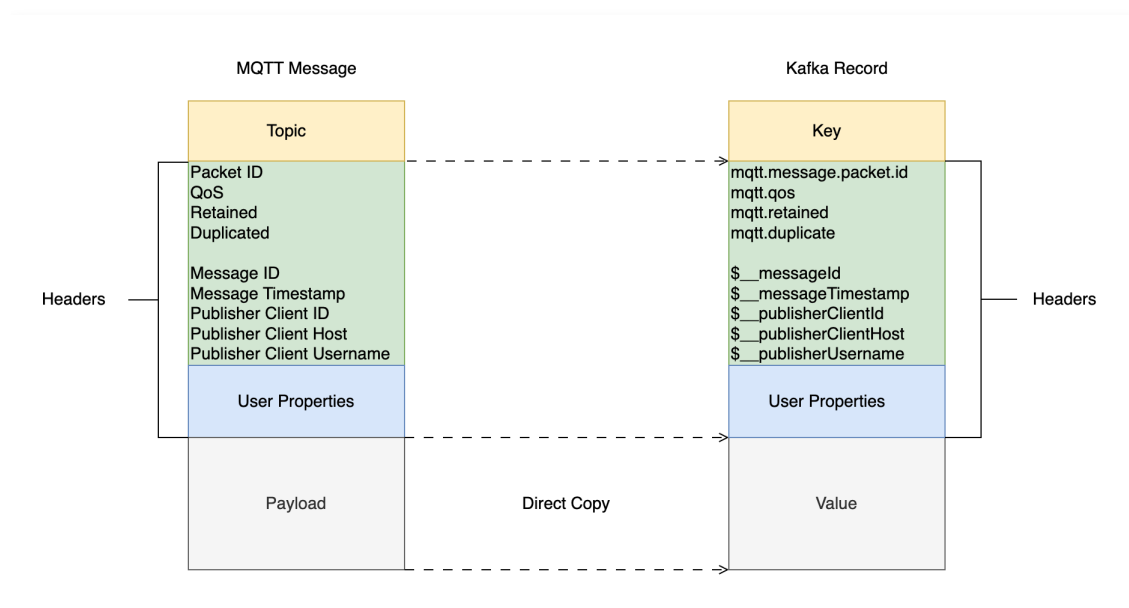 MQTT Message
Kafka Record
Topic
Key
Packet ID
QoS
Retained
Duplicated
Message ID
Message Timestamp
Publisher Client ID
Publisher Client Host
Publisher Client Username
mqtt.message.packet.id
mqtt.qos
mqtt.retained
mqtt.duplicate
$__messageId
$__messageTimestamp
$__publisherClientId
$__publisherClientHost
$__publisherUsername
Headers
Headers
User Properties
User Properties
Payload
Direct Copy
Value